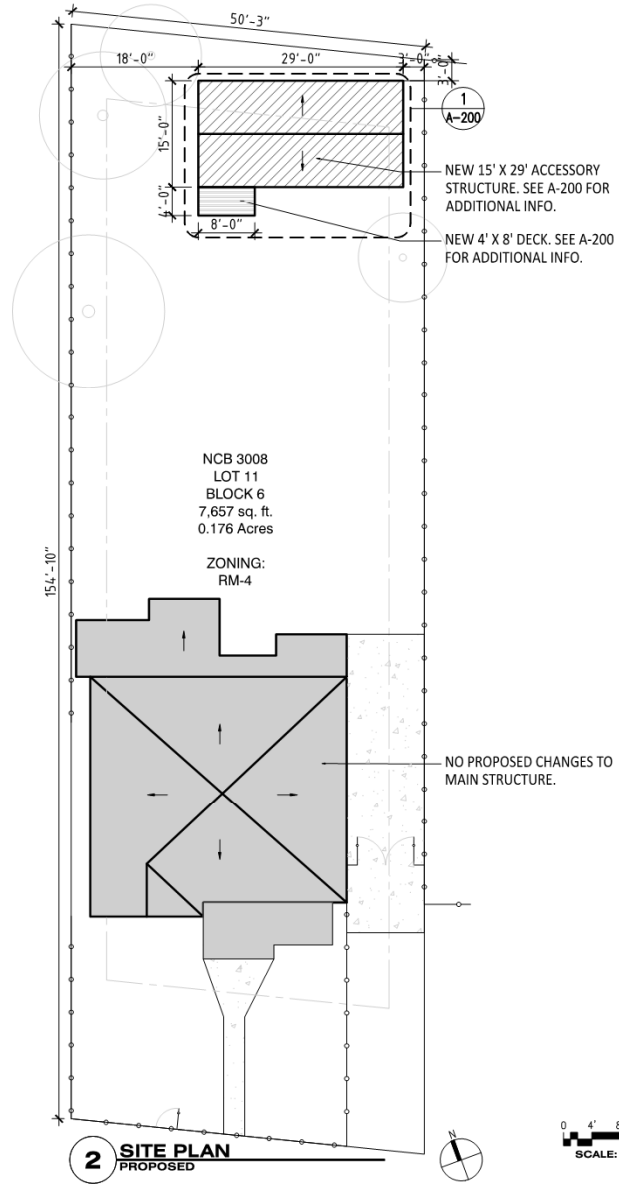 50'-3"
18'-0"
29'-0"
3'-0"
3'-0"
1
A-200
15'-0"
NEW 15' X 29' ACCESSORY
STRUCTURE. SEE A-200 FOR
ADDITIONAL INFO.
4'-0"
8'-0"
NEW 4' X 8' DECK. SEE A-200
FOR ADDITIONAL INFO.
NCB 3008
LOT 11
BLOCK 6
7,657 sq. ft.
0.176 Acres
ZONING:
RM-4
154'-10"
NO PROPOSED CHANGES TO
MAIN STRUCTURE.
2
SITE PLAN
PROPOSED
N
0 4' 8
SCALE: